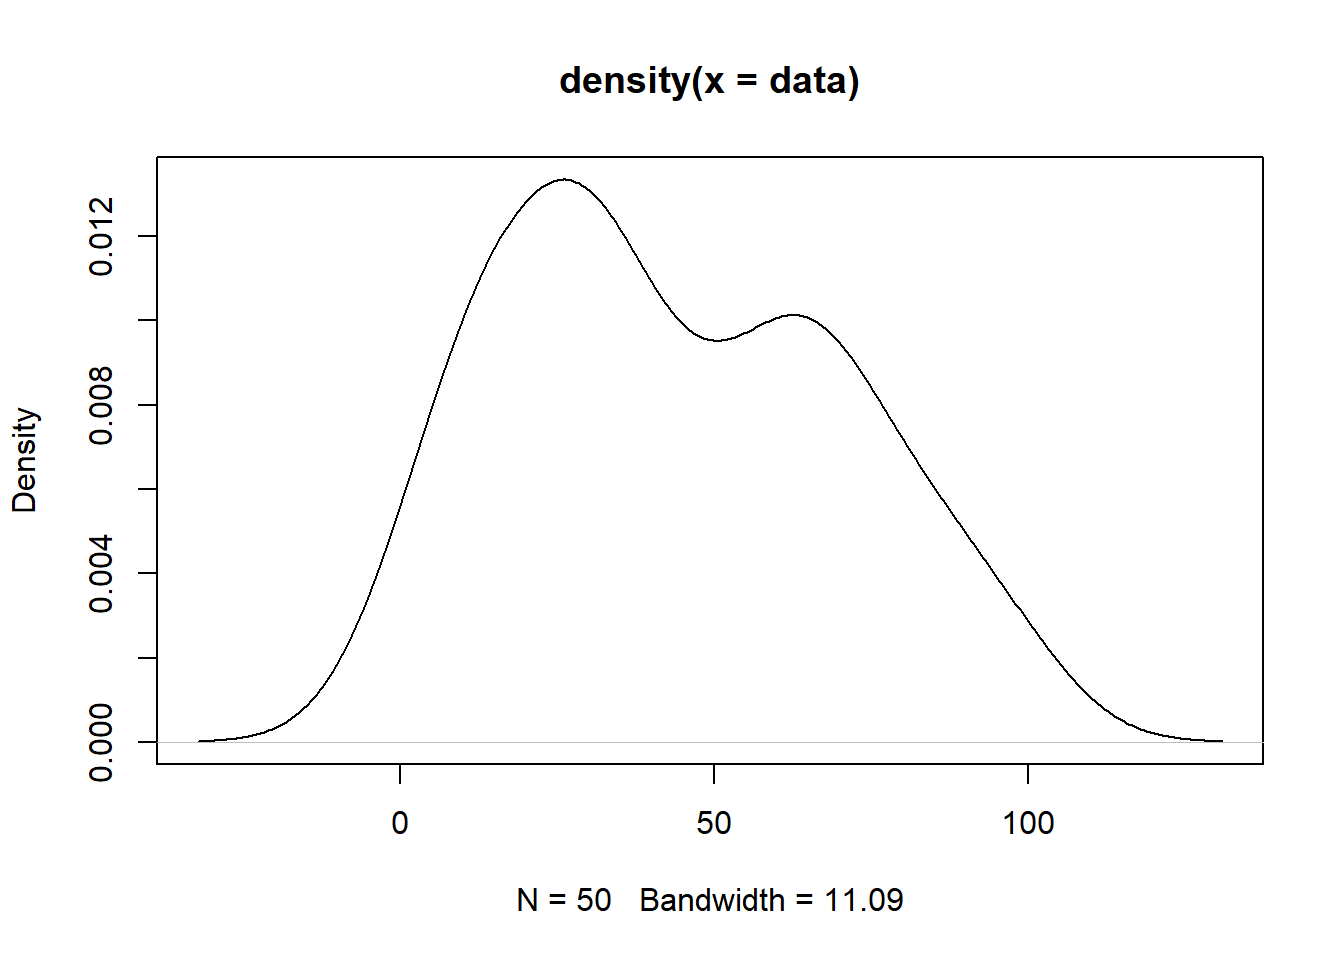 density(x = data)
Density
0.012
0.008
0.004
0.000
0 50 100
N = 50 Bandwidth = 11.09